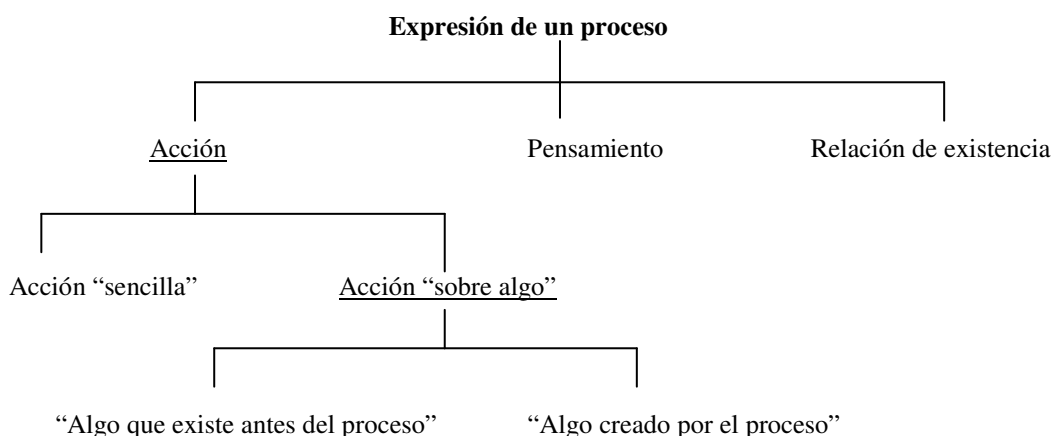 Expresión de un proceso
Acción Pensamiento Relación de existencia
Acción “sencilla” Acción “sobre algo”
“Algo que existe antes del proceso” “Algo creado por el proceso”